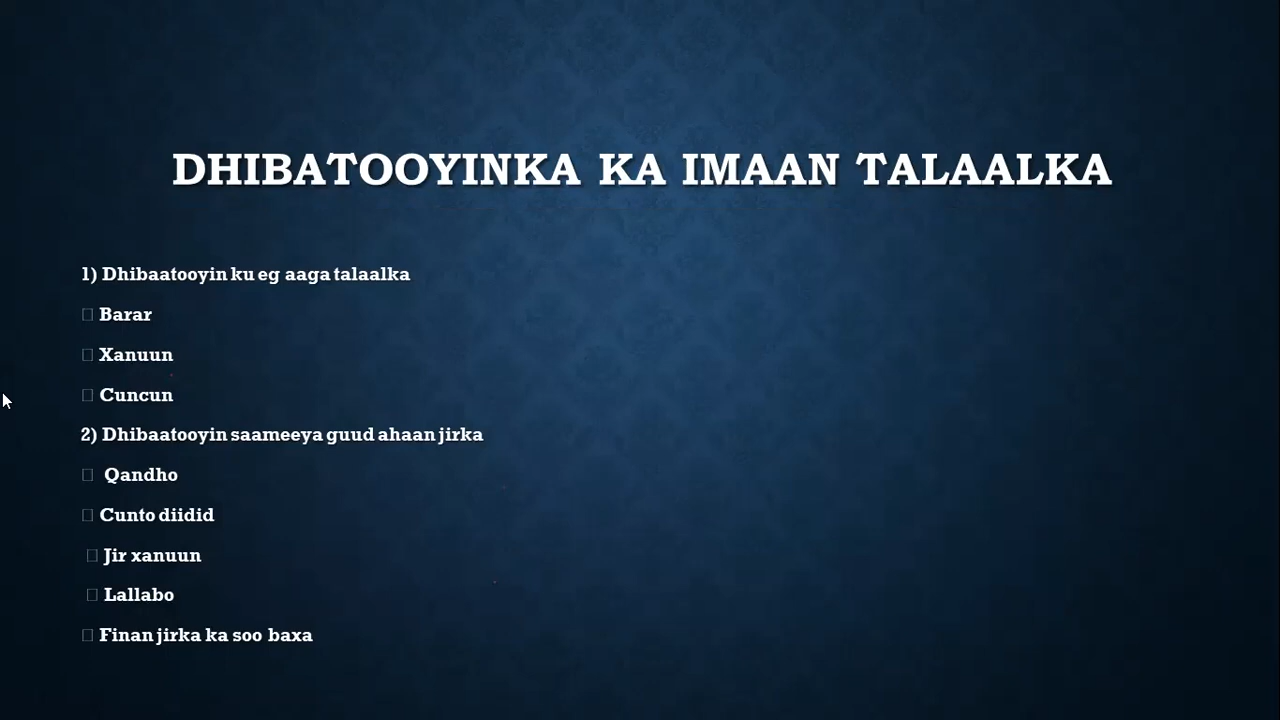 DHIBATOOYINKA KA IMAAN TALAALKA
1) Dhibaatooyin ku eg aaga talaalka
□ Barar
□ Xanuun
□ Cuncun
2) Dhibaatooyin saameeya guud ahaan jirka
□ Qandho
□ Cunto diidid
□ Jir xanuun
□ Lallabo
□ Finan jirka ka soo baxa